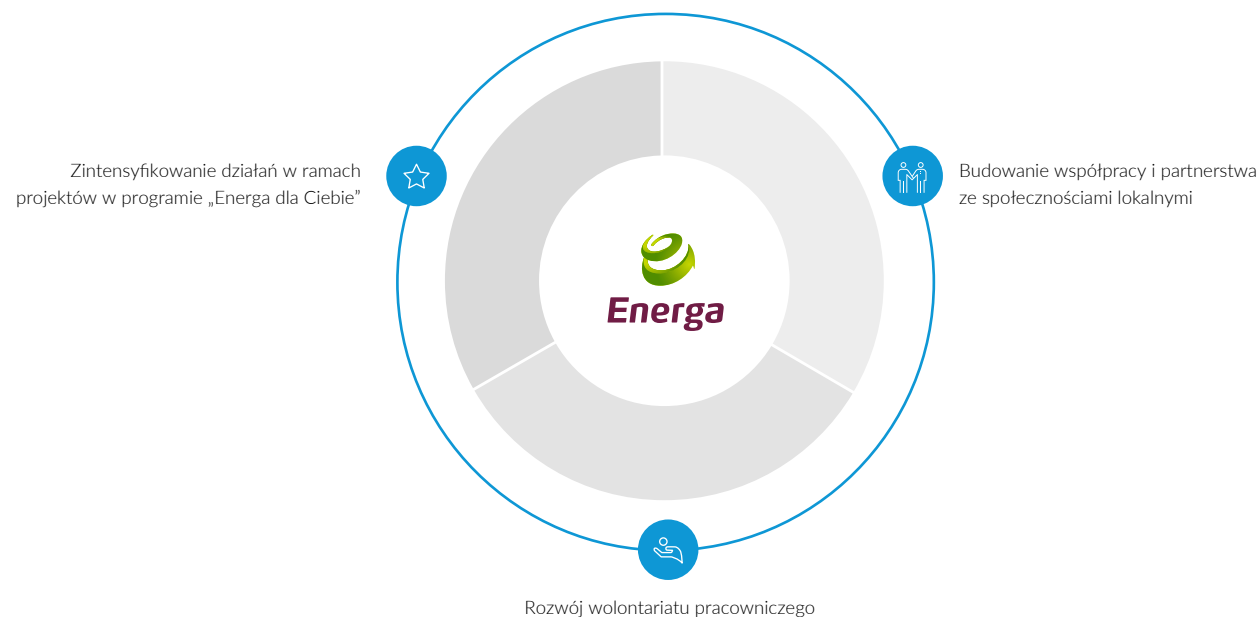 Zintensyfikowanie działań w ramach
projektów w programie „Energa dla Ciebie”
Budowanie współpracy i partnerstwa
ze społecznościami lokalnymi
Energa
Rozwój wolontariatu pracowniczego